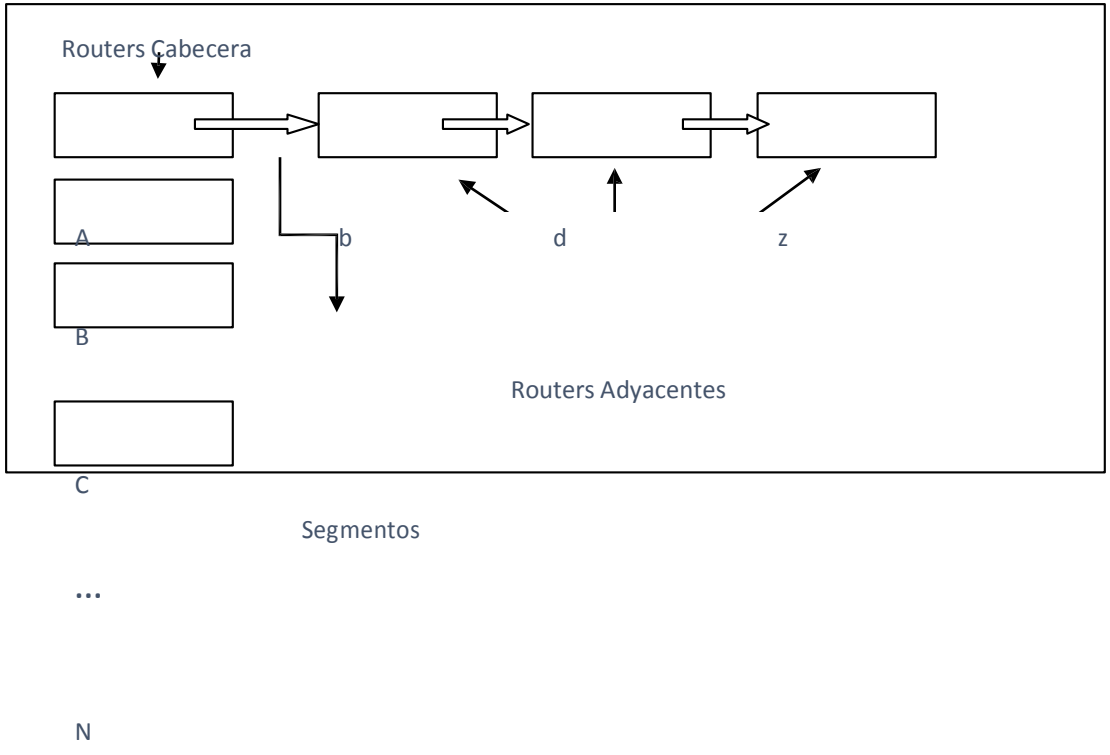 Routers Cabecera
A b d z
B
Routers Adyacentes
C
Segmentos
...
N